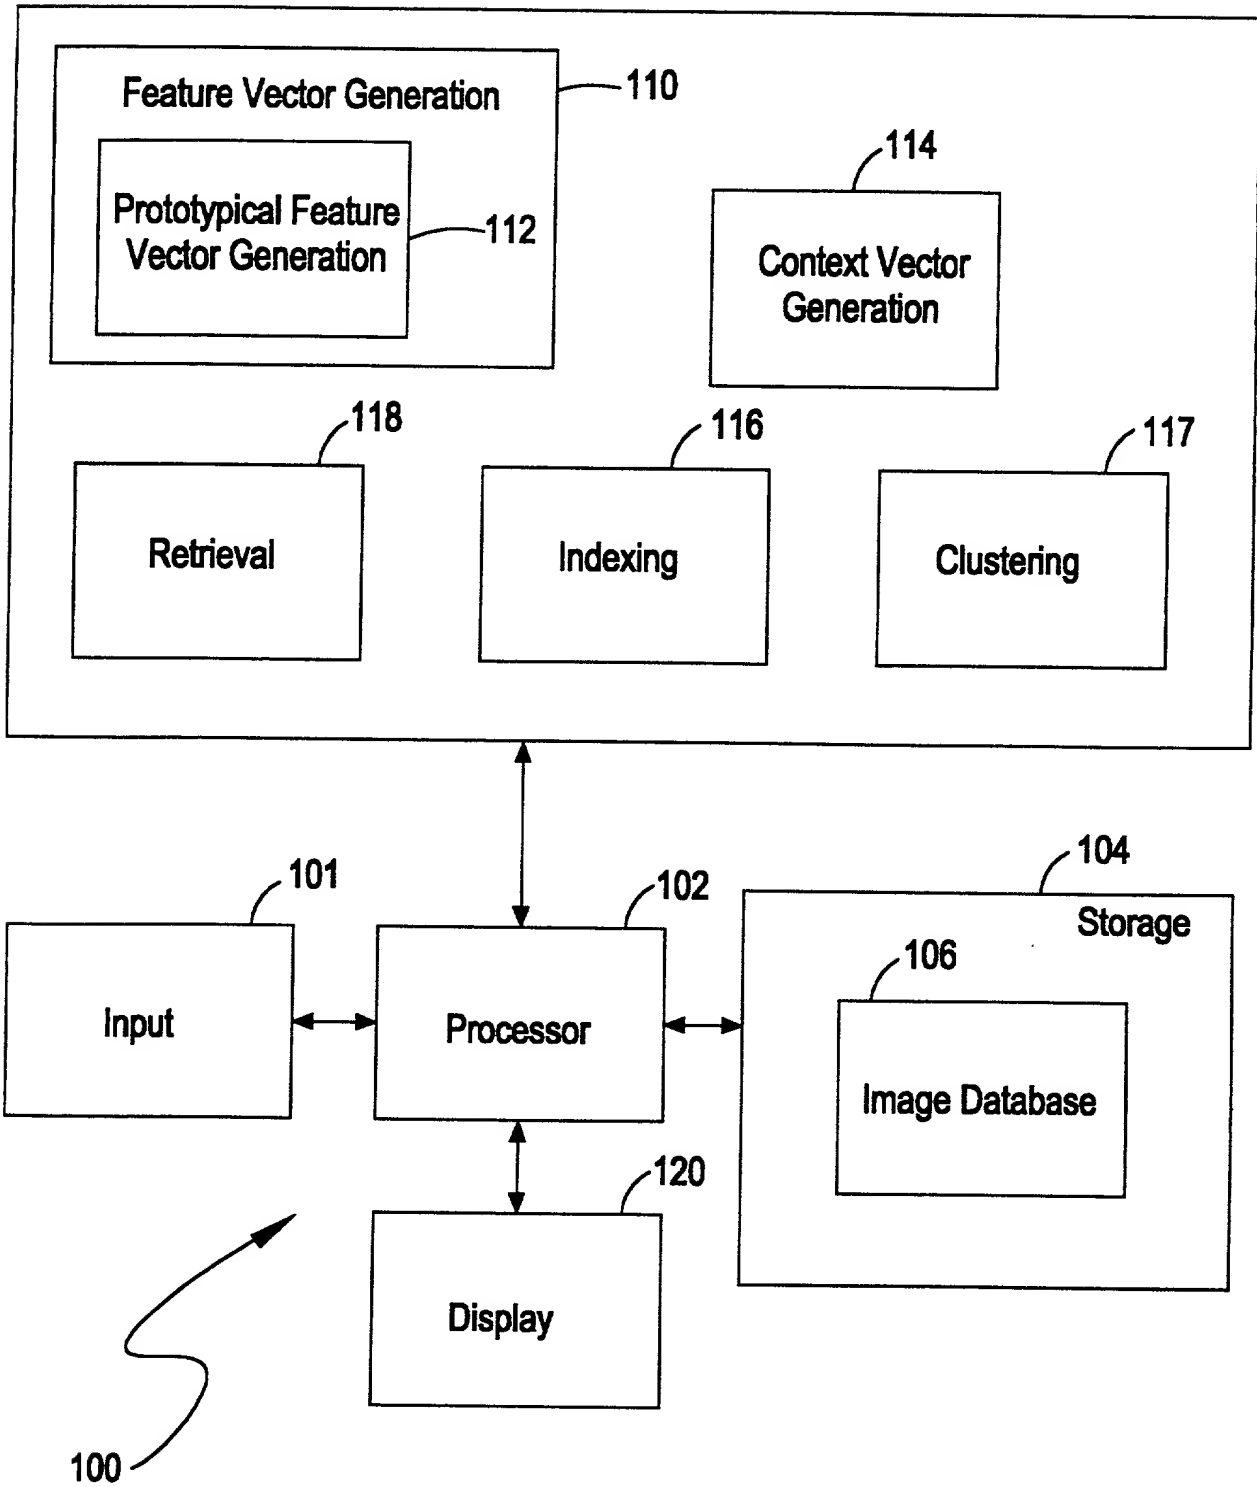 Feature Vector Generation
110
Prototypical Feature
Vector Generation
112
114
Context Vector
Generation
118
Retrieval
116
Indexing
117
Clustering
101
Input
102
Processor
104
Storage
106
Image Database
120
Display
100